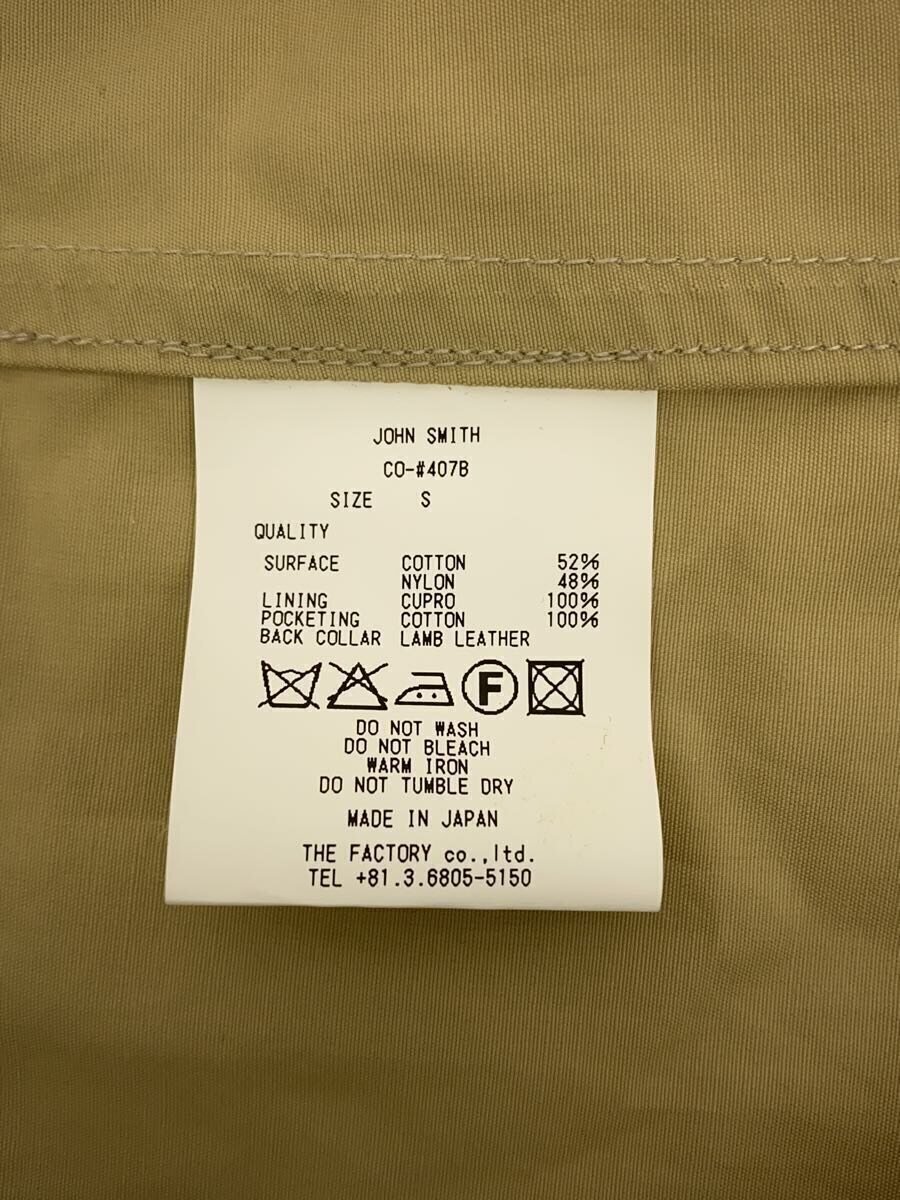 JOHN SMITH
CO-#407B
SIZE S
QUALITY
SURFACE COTTON 52%
NYLON 48%
LINING CUPRO 100%
POCKETING COTTON 100%
BACK COLLAR LAMB LEATHER
F
DO NOT WASH
DO NOT BLEACH
WARM IRON
DO NOT TUMBLE DRY
MADE IN JAPAN
THE FACTORY co.,ltd.
TEL +81.3.6805-5150